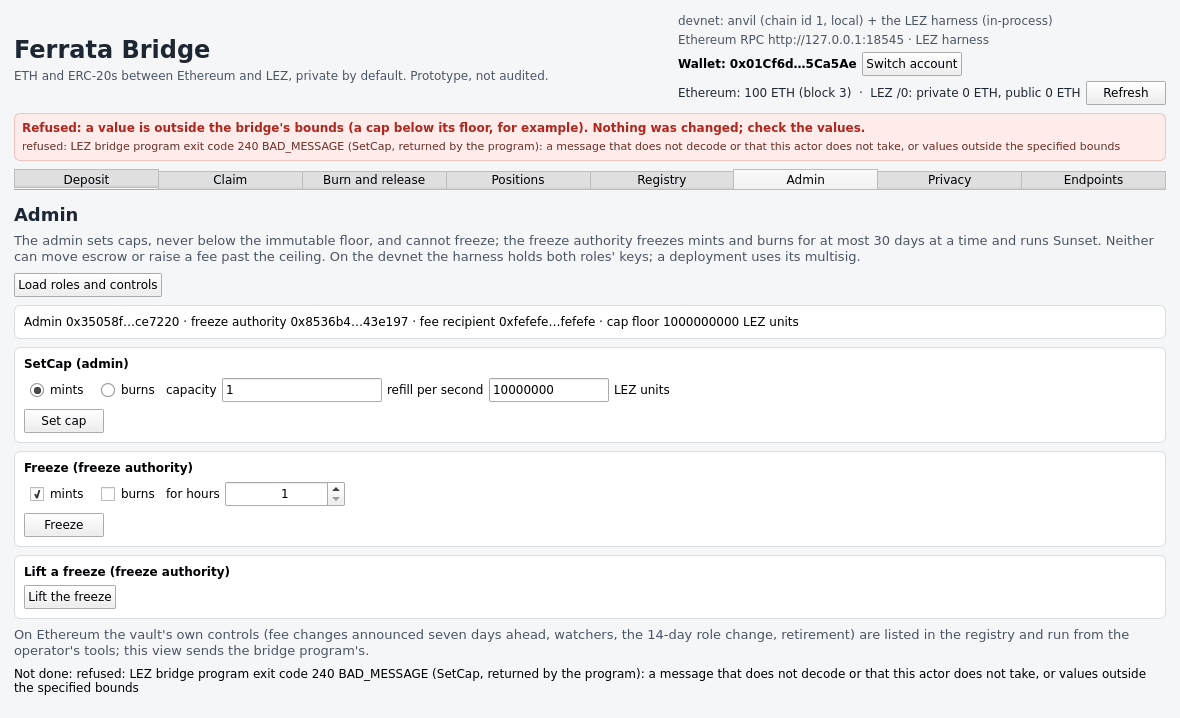 Ferrata Bridge
ETH and ERC-20s between Ethereum and LEZ, private by default. Prototype, not audited.
devnet: anvil (chain id 1, local) + the LEZ harness (in-process)
Ethereum RPC http://127.0.0.1:18545 · LEZ harness
Wallet: 0x01Cf6d…5Ca5Ae Switch account
Ethereum: 100 ETH (block 3) · LEZ /0: private 0 ETH, public 0 ETH Refresh
Refused: a value is outside the bridge's bounds (a cap below its floor, for example). Nothing was changed; check the values.
refused: LEZ bridge program exit code 240 BAD_MESSAGE (SetCap, returned by the program): a message that does not decode or that this actor does not take, or values outside the specified bounds
Deposit Claim Burn and release Positions Registry Admin Privacy Endpoints
Admin
The admin sets caps, never below the immutable floor, and cannot freeze; the freeze authority freezes mints and burns for at most 30 days at a time and runs Sunset. Neither
can move escrow or raise a fee past the ceiling. On the devnet the harness holds both roles' keys; a deployment uses its multisig.
Load roles and controls
Admin 0x35058f…ce7220 · freeze authority 0x8536b4…43e197 · fee recipient 0xfefefe…fefefe · cap floor 1000000000 LEZ units
SetCap (admin)
mints burns capacity 1 refill per second 10000000 LEZ units
Set cap
Freeze (freeze authority)
mints burns for hours 1
Freeze
Lift a freeze (freeze authority)
Lift the freeze
On Ethereum the vault's own controls (fee changes announced seven days ahead, watchers, the 14-day role change, retirement) are listed in the registry and run from the
operator's tools; this view sends the bridge program's.
Not done: refused: LEZ bridge program exit code 240 BAD_MESSAGE (SetCap, returned by the program): a message that does not decode or that this actor does not take, or values outside
the specified bounds